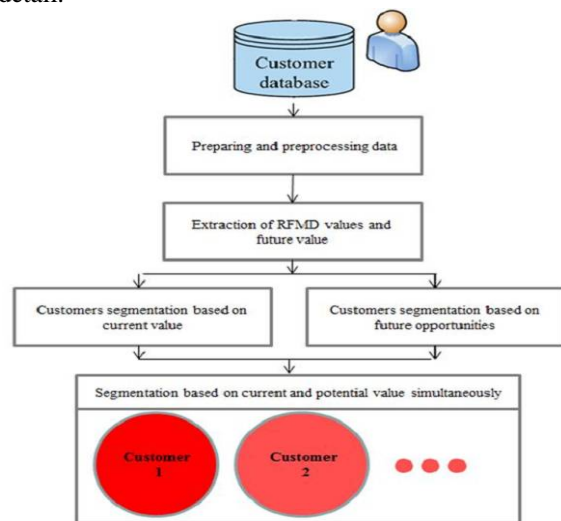 detail.
Customer
database
Preparing and preprocessing data
Extraction of RFMD values and
future value
Customers segmentation based on
current value
Customers segmentation based on
future opportunities
Segmentation based on current and potential value simultaneously
Customer
1
Customer
2